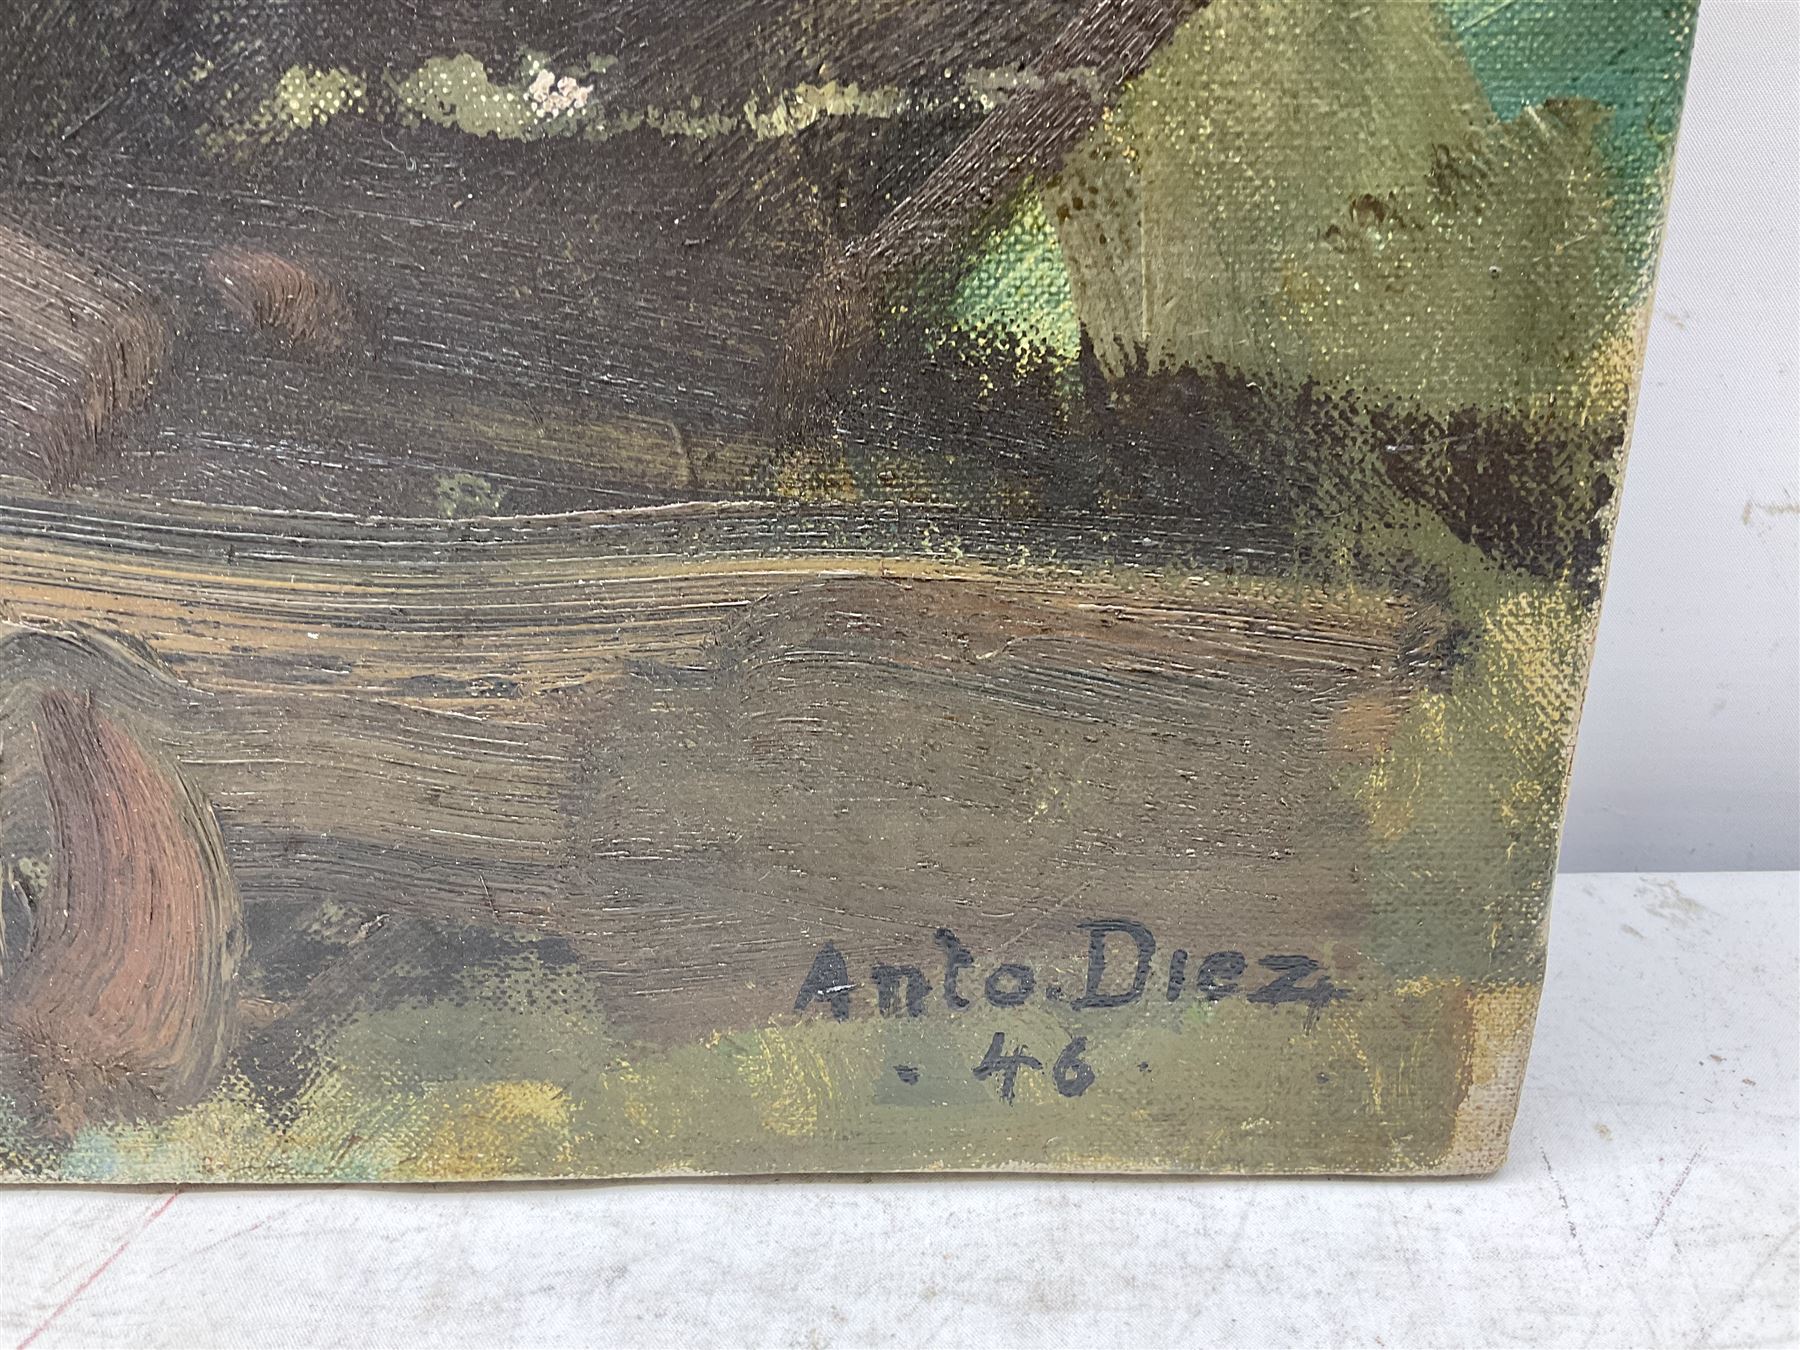 Anto.Diez
. 46 .